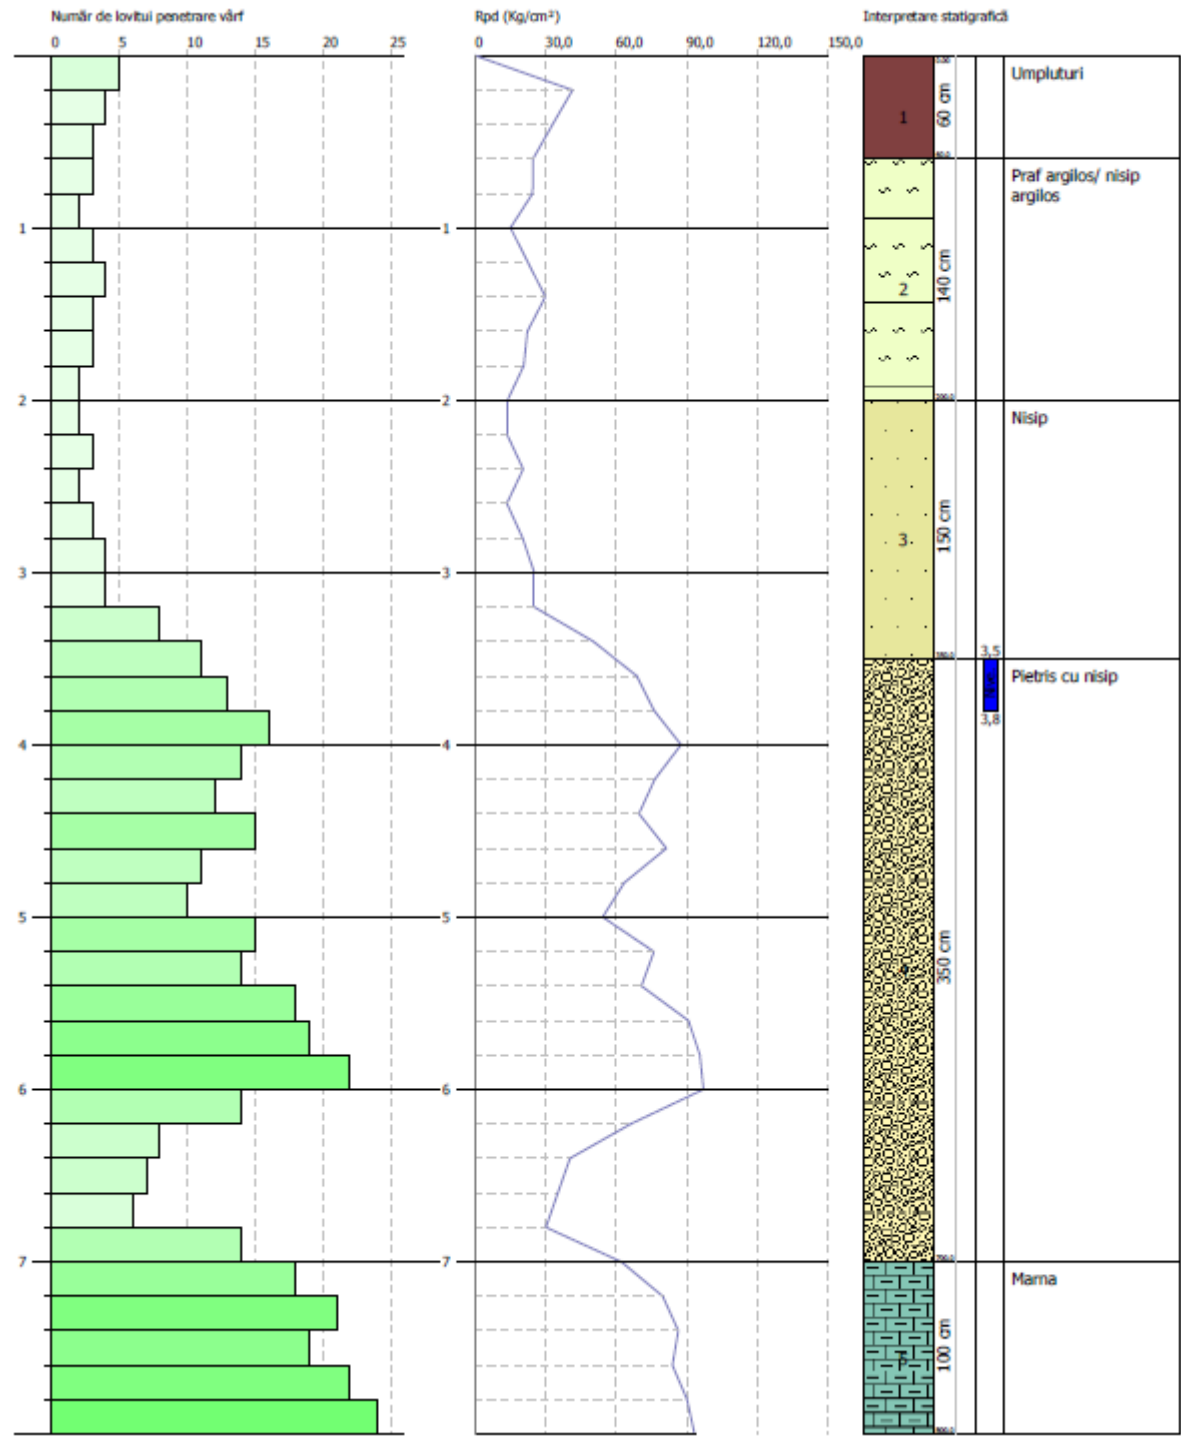 Număr de lovitui penetrare vârf
Rpd (Kg/cm²)
Interpretare statigrafică
0 5 10 15 20 25
0 30,0 60,0 90,0 120,0 150,0
1
60 cm
Umpluturi
Praf argilos/ nisip
argilos
1
1
2
140 cm
2
2
Nisip
3
150 cm
3
3
3,5
Pietris cu nisip
3,8
4
4
5
5
350 cm
6
6
7
7
Marna
5
100 cm